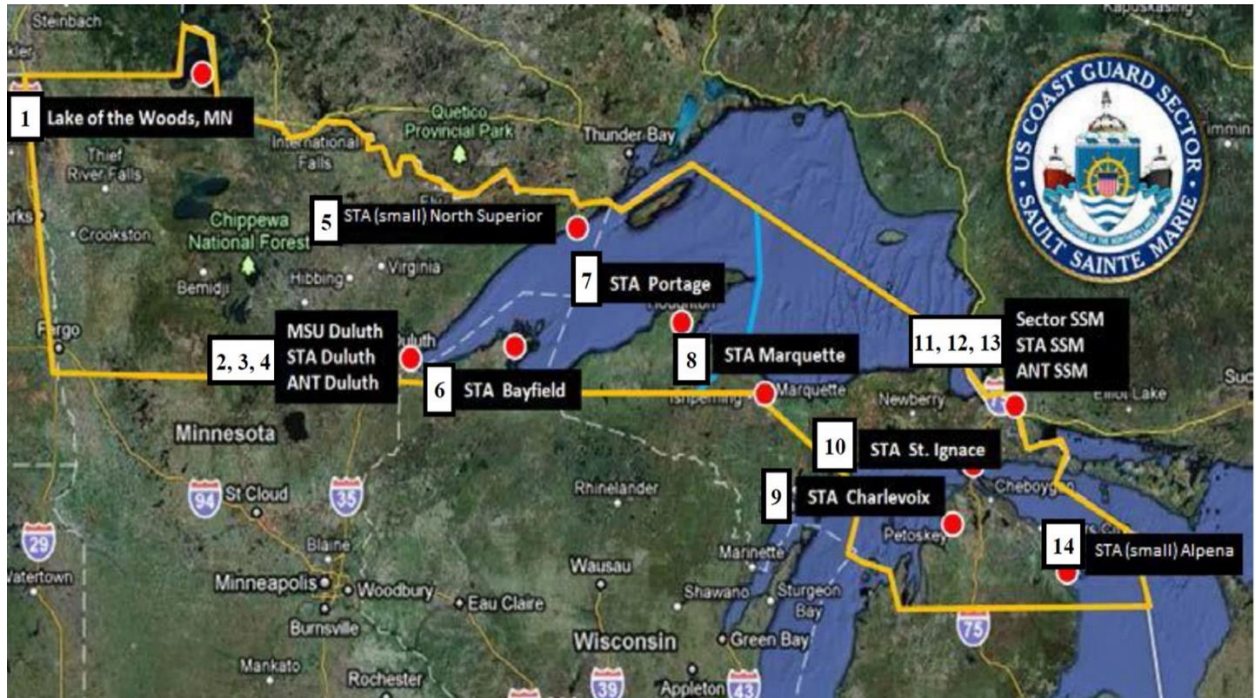 Steinbach
Kapuskasing
1 Lake of the Woods, MN
Quetico
Provincial Park
Thunder Bay
International
Falls
Thief
River Falls
US COAST GUARD SECTOR
SAULT SAINTE MARIE
5 STA (small) North Superior
Chippewa
National Forest
Crookston
Virginia
Hibbing
Bemidji
7 STA Portage
Houghton
Fargo
2, 3, 4
MSU Duluth
STA Duluth
ANT Duluth
8 STA Marquette
11, 12, 13
Sector SSM
STA SSM
ANT SSM
6 STA Bayfield
Ishpeming
Marquette
Newberry
Elliot Lake
Minnesota
10 STA St. Ignace
94
St Cloud
35
Rhinelander
9 STA Charlevoix
Cheboygan
29
Blaine
Marinette
Petoskey
14 STA (small) Alpena
Minneapolis
Woodbury
Wausau
Shawano
Sturgeon
Bay
Eau Claire
Burnsville
75
Wisconsin
Green Bay
Mankato
Rochester
39
Appleton
43